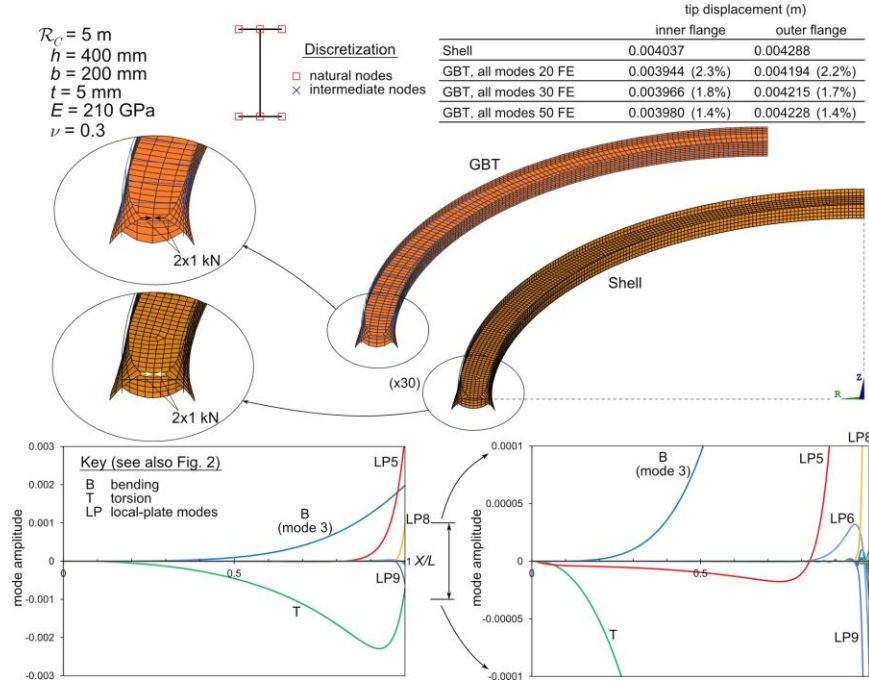 ℛ_C = 5 m
h = 400 mm
b = 200 mm
t = 5 mm
E = 210 GPa
ν = 0.3
Discretization
natural nodes
intermediate nodes
tip displacement (m)
inner flange outer flange
Shell 0.004037 0.004288
GBT, all modes 20 FE 0.003944 (2.3%) 0.004194 (2.2%)
GBT, all modes 30 FE 0.003966 (1.8%) 0.004215 (1.7%)
GBT, all modes 50 FE 0.003980 (1.4%) 0.004228 (1.4%)
GBT
2x1 kN
Shell
(x30)
2x1 kN
Z
R
0.003
0.002
0.001
0
-0.001
-0.002
-0.003
mode amplitude
Key (see also Fig. 2)
B bending
T torsion
LP local-plate modes
B
(mode 3)
LP5
LP8
0
0.5
1 X/L
LP9
T
0.0001
0.00005
0
-0.00005
-0.0001
mode amplitude
B
(mode 3)
LP5
LP8
LP6
0
0.5
T
LP9